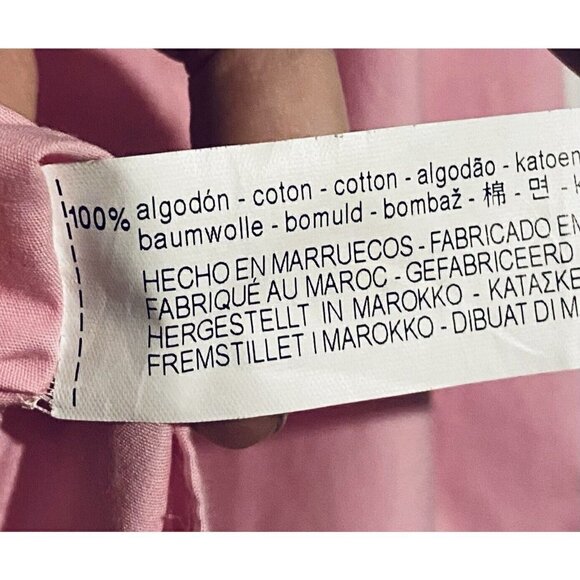 100% algodón - coton - cotton - algodão - katoen
baumwolle - bomuld - bombaž - 棉 - 면 -
HECHO EN MARRUECOS - FABRICADO EM
FABRIQUÉ AU MAROC - GEFABRICEERD
HERGESTELLT IN MAROKKO - ΚΑΤΑΣΚΕ
FREMSTILLET I MAROKKO - DIBUAT DI M